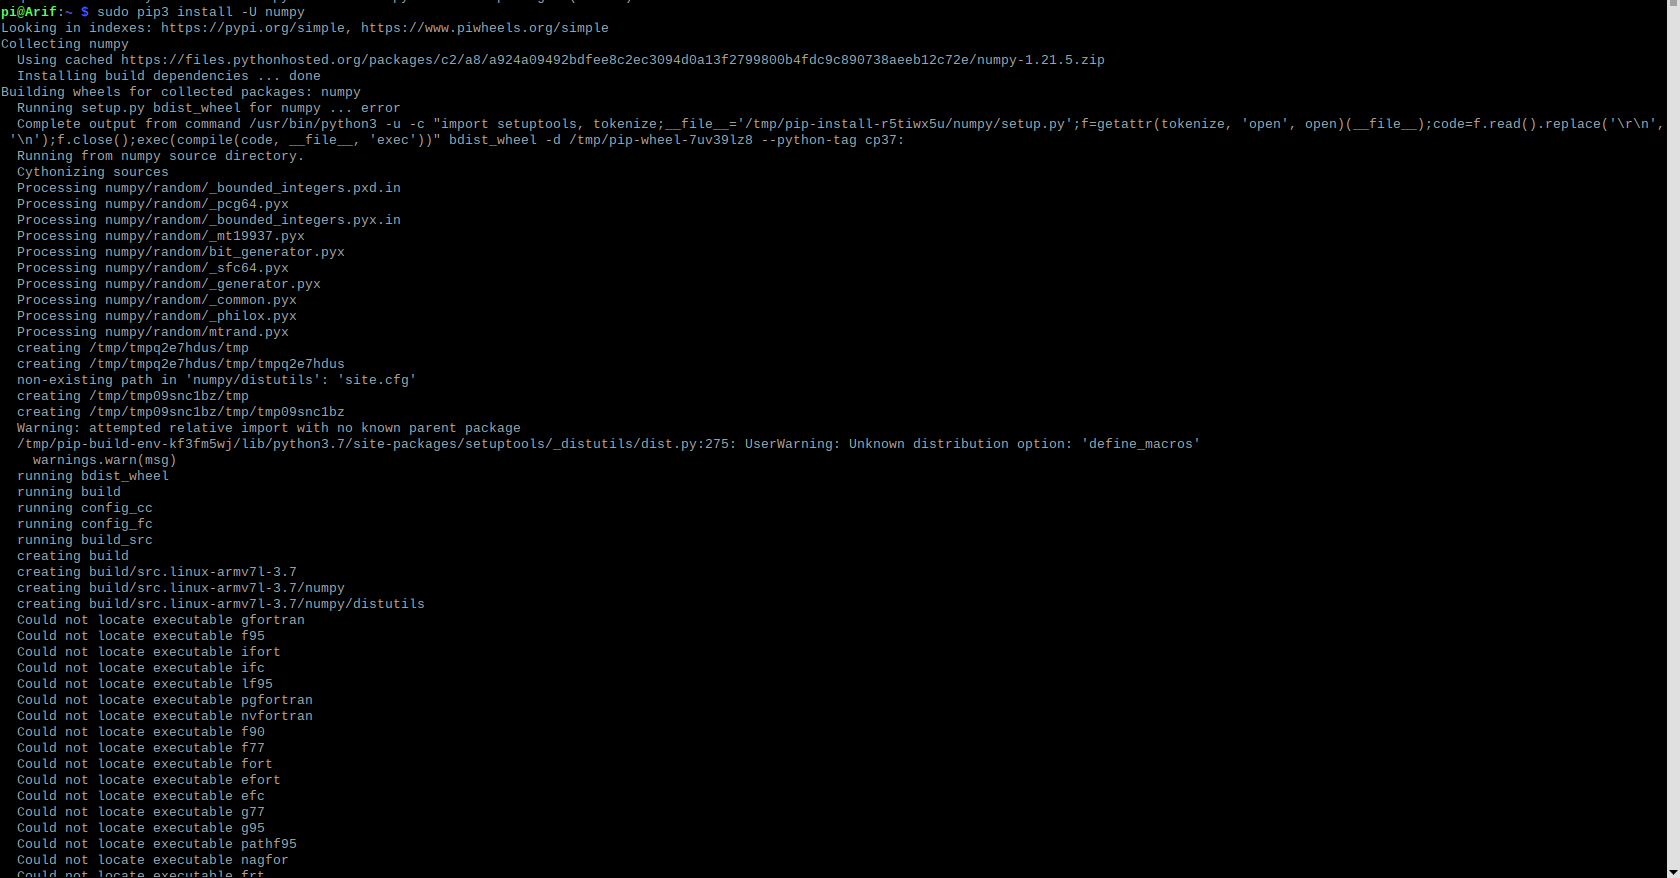 pi@Arif:~ $ sudo pip3 install -U numpy
Looking in indexes: https://pypi.org/simple, https://www.piwheels.org/simple
Collecting numpy
  Using cached https://files.pythonhosted.org/packages/c2/a8/a924a09492bdfee8c2ec3094d0a13f2799800b4fdc9c890738aeeb12c72e/numpy-1.21.5.zip
  Installing build dependencies ... done
Building wheels for collected packages: numpy
  Running setup.py bdist_wheel for numpy ... error
  Complete output from command /usr/bin/python3 -u -c "import setuptools, tokenize;__file__='/tmp/pip-install-r5tiwx5u/numpy/setup.py';f=getattr(tokenize, 'open', open)(__file__);code=f.read().replace('\r\n',
 '\n');f.close();exec(compile(code, __file__, 'exec'))" bdist_wheel -d /tmp/pip-wheel-7uv39lz8 --python-tag cp37:
  Running from numpy source directory.
  Cythonizing sources
  Processing numpy/random/_bounded_integers.pxd.in
  Processing numpy/random/_pcg64.pyx
  Processing numpy/random/_bounded_integers.pyx.in
  Processing numpy/random/_mt19937.pyx
  Processing numpy/random/bit_generator.pyx
  Processing numpy/random/_sfc64.pyx
  Processing numpy/random/_generator.pyx
  Processing numpy/random/_common.pyx
  Processing numpy/random/_philox.pyx
  Processing numpy/random/mtrand.pyx
  creating /tmp/tmpq2e7hdus/tmp
  creating /tmp/tmpq2e7hdus/tmp/tmpq2e7hdus
  non-existing path in 'numpy/distutils': 'site.cfg'
  creating /tmp/tmp09snc1bz/tmp
  creating /tmp/tmp09snc1bz/tmp/tmp09snc1bz
  Warning: attempted relative import with no known parent package
  /tmp/pip-build-env-kf3fm5wj/lib/python3.7/site-packages/setuptools/_distutils/dist.py:275: UserWarning: Unknown distribution option: 'define_macros'
    warnings.warn(msg)
  running bdist_wheel
  running build
  running config_cc
  running config_fc
  running build_src
  creating build
  creating build/src.linux-armv7l-3.7
  creating build/src.linux-armv7l-3.7/numpy
  creating build/src.linux-armv7l-3.7/numpy/distutils
  Could not locate executable gfortran
  Could not locate executable f95
  Could not locate executable ifort
  Could not locate executable ifc
  Could not locate executable lf95
  Could not locate executable pgfortran
  Could not locate executable nvfortran
  Could not locate executable f90
  Could not locate executable f77
  Could not locate executable fort
  Could not locate executable efort
  Could not locate executable efc
  Could not locate executable g77
  Could not locate executable g95
  Could not locate executable pathf95
  Could not locate executable nagfor
  Could not locate executable frt